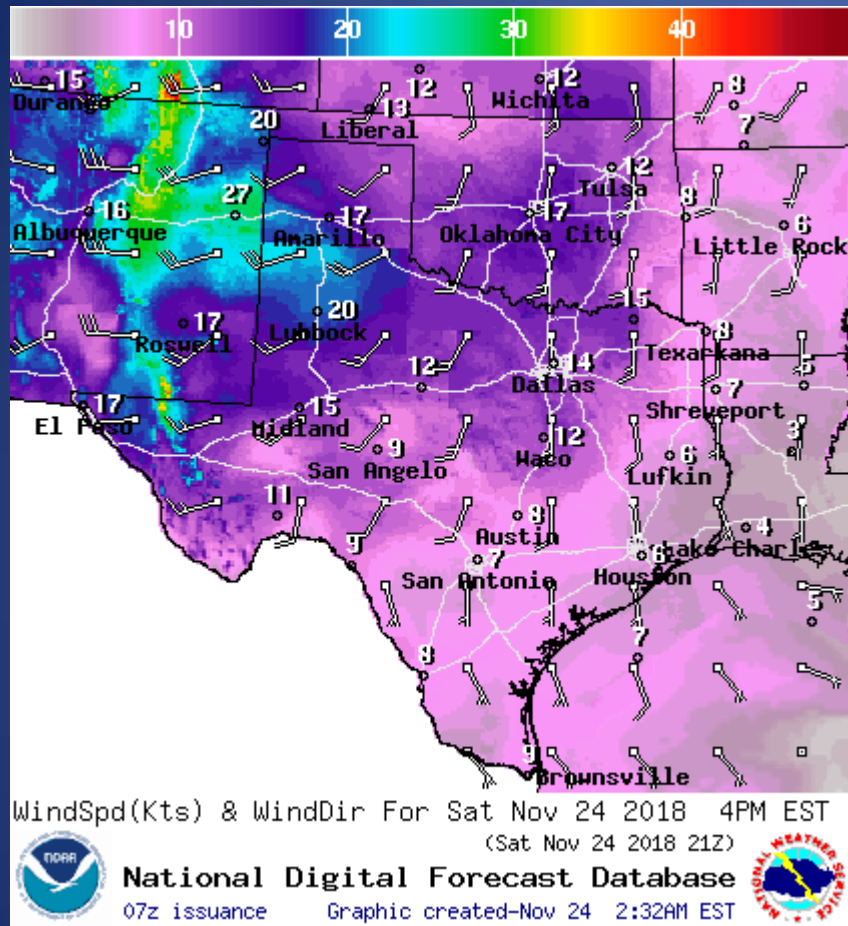 10 20 30 40
15 12 12 8
Durango Wichita
13
Liberal
20 7
12
Tulsa
16 27 17 17 8 6
Albuquerque Amarillo Oklahoma City Little Rock
17 20 15 8
Roswell Lubbock Texarkana
12 14
Dallas
17 15 7 5
El Paso Midland Shreveport
9 12 6 3
San Angelo Waco Lufkin
11 8 4
Austin
9 7 6 Lake Charles
San Antonio Houston
5
7
8
9
Brownsville
WindSpd(Kts) & WindDir For Sat Nov 24 2018 4PM EST
(Sat Nov 24 2018 21Z)
NOAA
National Digital Forecast Database
07z issuance Graphic created-Nov 24 2:32AM EST
NATIONAL WEATHER SERVICE